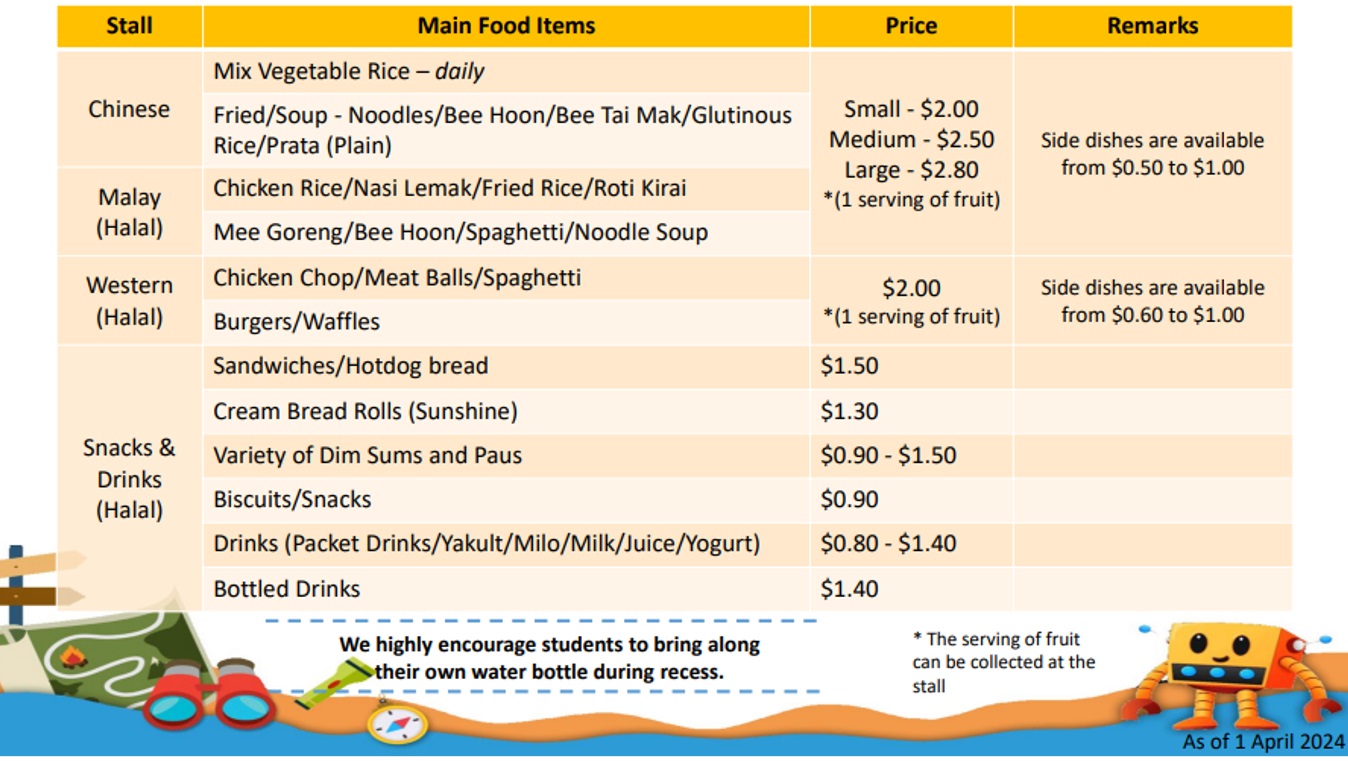 Stall
Main Food Items
Price
Remarks
Chinese
Mix Vegetable Rice – daily
Fried/Soup - Noodles/Bee Hoon/Bee Tai Mak/Glutinous
Rice/Prata (Plain)
Small - $2.00
Medium - $2.50
Large - $2.80
*(1 serving of fruit)
Side dishes are available
from $0.50 to $1.00
Malay
(Halal)
Chicken Rice/Nasi Lemak/Fried Rice/Roti Kirai
Mee Goreng/Bee Hoon/Spaghetti/Noodle Soup
Western
(Halal)
Chicken Chop/Meat Balls/Spaghetti
Burgers/Waffles
$2.00
*(1 serving of fruit)
Side dishes are available
from $0.60 to $1.00
Snacks &
Drinks
(Halal)
Sandwiches/Hotdog bread
$1.50
Cream Bread Rolls (Sunshine)
$1.30
Variety of Dim Sums and Paus
$0.90 - $1.50
Biscuits/Snacks
$0.90
Drinks (Packet Drinks/Yakult/Milo/Milk/Juice/Yogurt)
$0.80 - $1.40
Bottled Drinks
$1.40
We highly encourage students to bring along
their own water bottle during recess.
* The serving of fruit
can be collected at the
stall
As of 1 April 2024